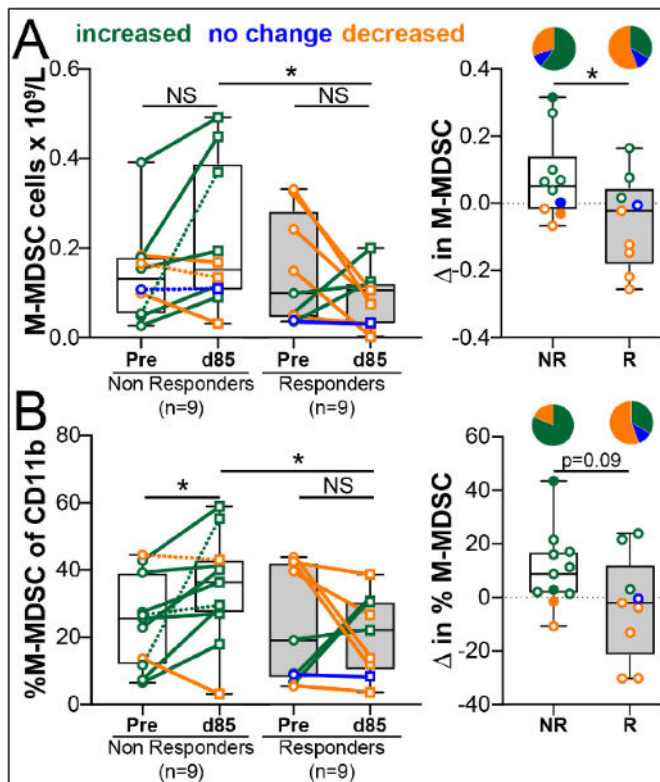 A
increased no change decreased
M-MDSC cells x 10⁹/L
0.6
0.4
0.2
0.0
NS
*
NS
Pre d85 Pre d85
Non Responders Responders
(n=9) (n=9)
Δ in M-MDSC
0.4
0.2
0.0
-0.2
-0.4
*
NR R
B
%M-MDSC of CD11b
80
60
40
20
0
*
*
NS
Pre d85 Pre d85
Non Responders Responders
(n=9) (n=9)
Δ in % M-MDSC
60
40
20
0
-20
-40
p=0.09
NR R